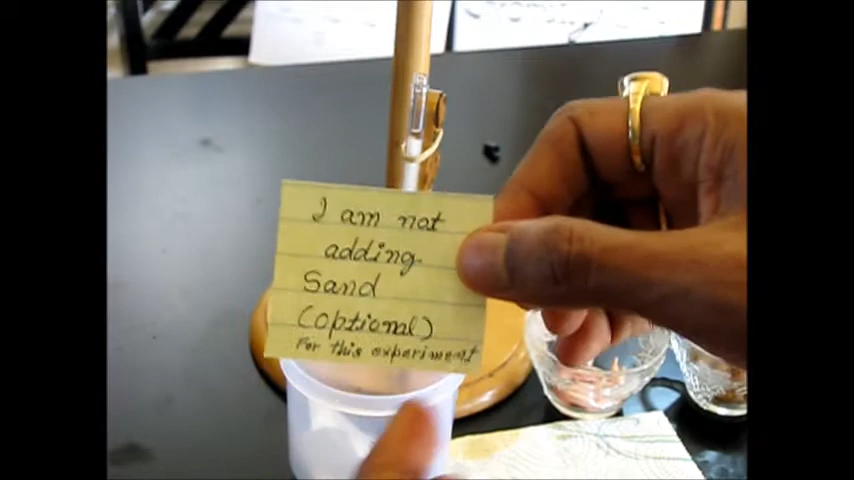 I am not
adding
Sand
(optional)
For this experiment